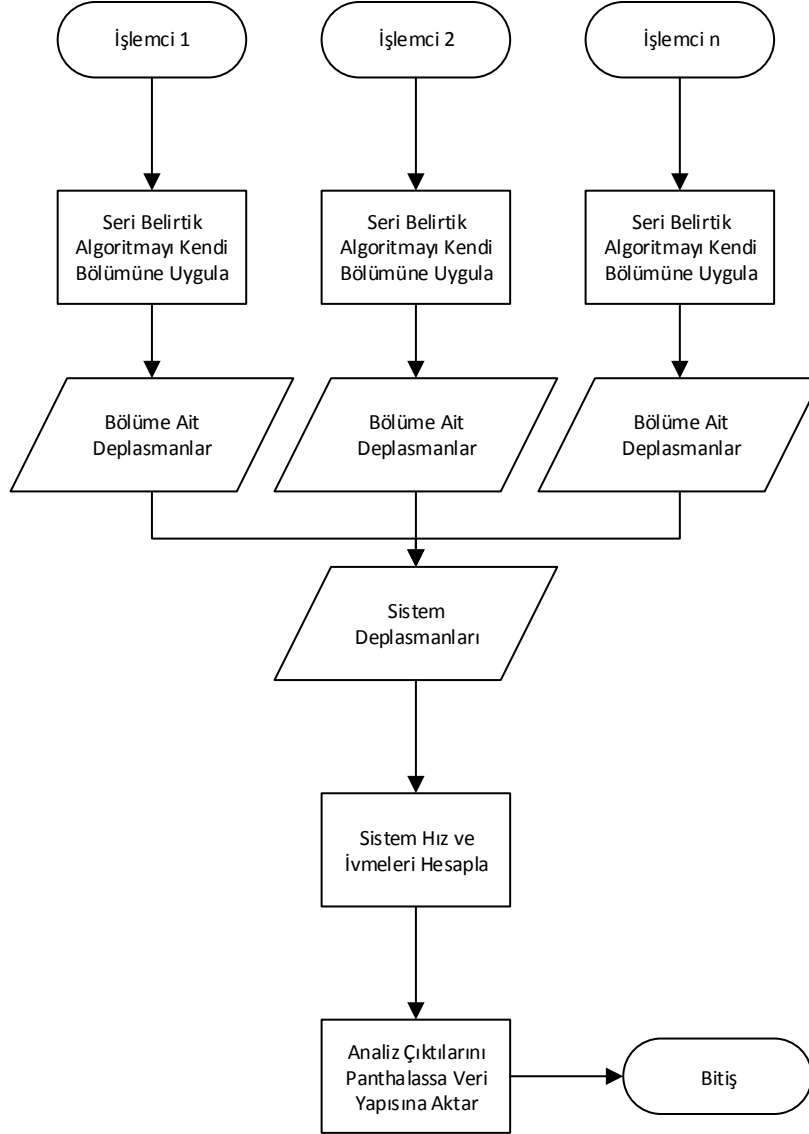 İşlemci 1
İşlemci 2
İşlemci n
Seri Belirtik
Algoritmayı Kendi
Bölümüne Uygula
Seri Belirtik
Algoritmayı Kendi
Bölümüne Uygula
Seri Belirtik
Algoritmayı Kendi
Bölümüne Uygula
Bölüme Ait
Deplasmanlar
Bölüme Ait
Deplasmanlar
Bölüme Ait
Deplasmanlar
Sistem
Deplasmanları
Sistem Hız ve
İvmeleri Hesapla
Analiz Çıktılarını
Panthalassa Veri
Yapısına Aktar
Bitiş